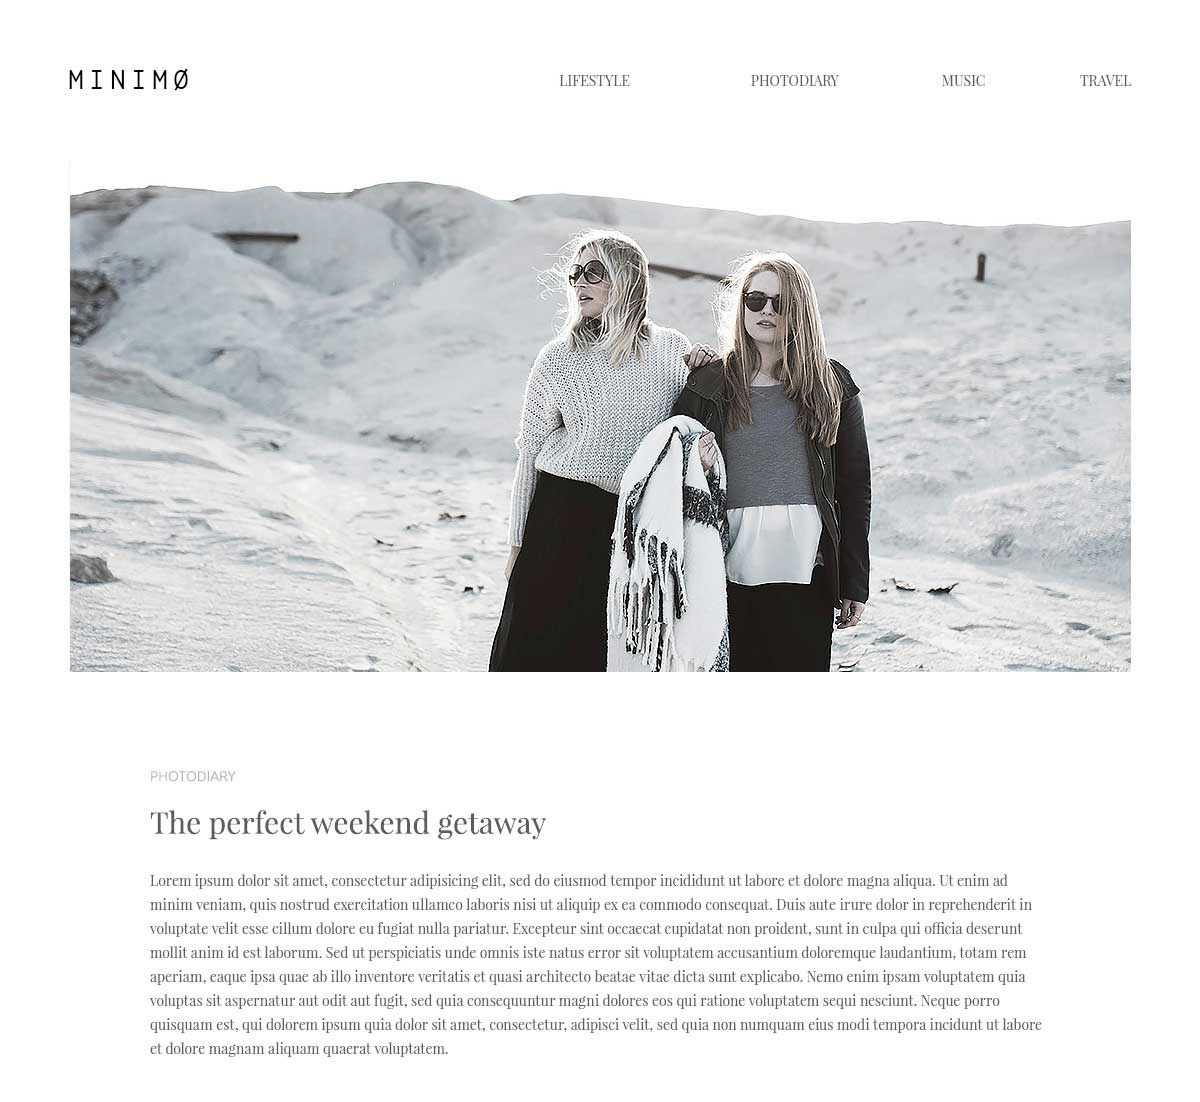 MINIMØ
LIFESTYLE PHOTODIARY MUSIC TRAVEL
PHOTODIARY
The perfect weekend getaway
Lorem ipsum dolor sit amet, consectetur adipisicing elit, sed do eiusmod tempor incididunt ut labore et dolore magna aliqua. Ut enim ad
minim veniam, quis nostrud exercitation ullamco laboris nisi ut aliquip ex ea commodo consequat. Duis aute irure dolor in reprehenderit in
voluptate velit esse cillum dolore eu fugiat nulla pariatur. Excepteur sint occaecat cupidatat non proident, sunt in culpa qui officia deserunt
mollit anim id est laborum. Sed ut perspiciatis unde omnis iste natus error sit voluptatem accusantium doloremque laudantium, totam rem
aperiam, eaque ipsa quae ab illo inventore veritatis et quasi architecto beatae vitae dicta sunt explicabo. Nemo enim ipsam voluptatem quia
voluptas sit aspernatur aut odit aut fugit, sed quia consequuntur magni dolores eos qui ratione voluptatem sequi nesciunt. Neque porro
quisquam est, qui dolorem ipsum quia dolor sit amet, consectetur, adipisci velit, sed quia non numquam eius modi tempora incidunt ut labore
et dolore magnam aliquam quaerat voluptatem.